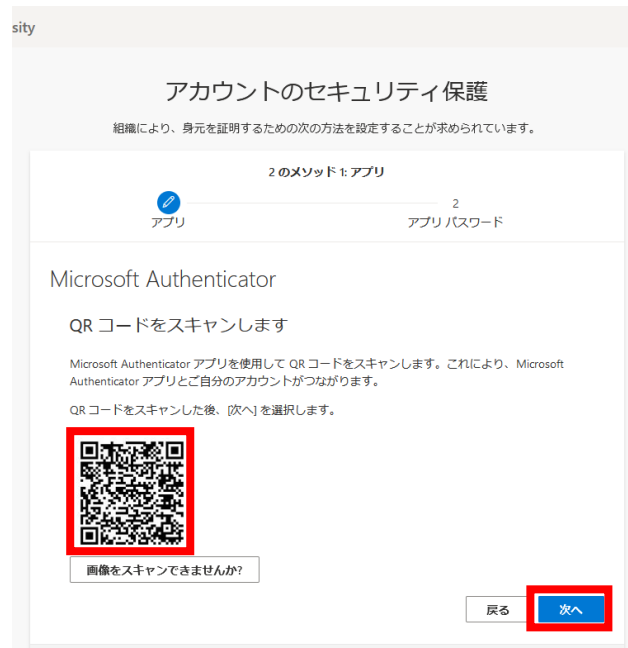 sity
アカウントのセキュリティ保護
組織により、身元を証明するための次の方法を設定することが求められています。
2 のメソッド 1: アプリ
アプリ
2
アプリ パスワード
Microsoft Authenticator
QR コードをスキャンします
Microsoft Authenticator アプリを使用して QR コードをスキャンします。これにより、Microsoft
Authenticator アプリとご自分のアカウントがつながります。
QR コードをスキャンした後、[次へ] を選択します。
画像をスキャンできませんか?
戻る
次へ